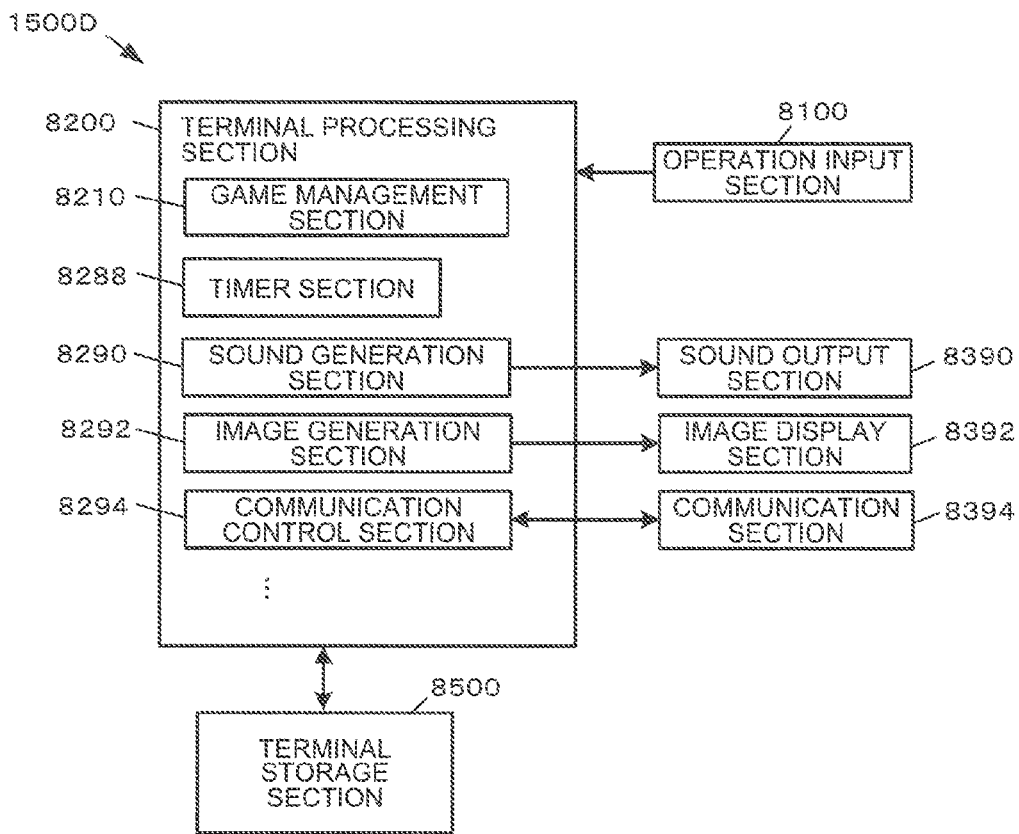 1500D
8200
TERMINAL PROCESSING
SECTION
8100
OPERATION INPUT
SECTION
8210
GAME MANAGEMENT
SECTION
8288
TIMER SECTION
8290
SOUND GENERATION
SECTION
SOUND OUTPUT
SECTION
8390
8292
IMAGE GENERATION
SECTION
IMAGE DISPLAY
SECTION
8392
8294
COMMUNICATION
CONTROL SECTION
COMMUNICATION
SECTION
8394
⋮
8500
TERMINAL
STORAGE
SECTION